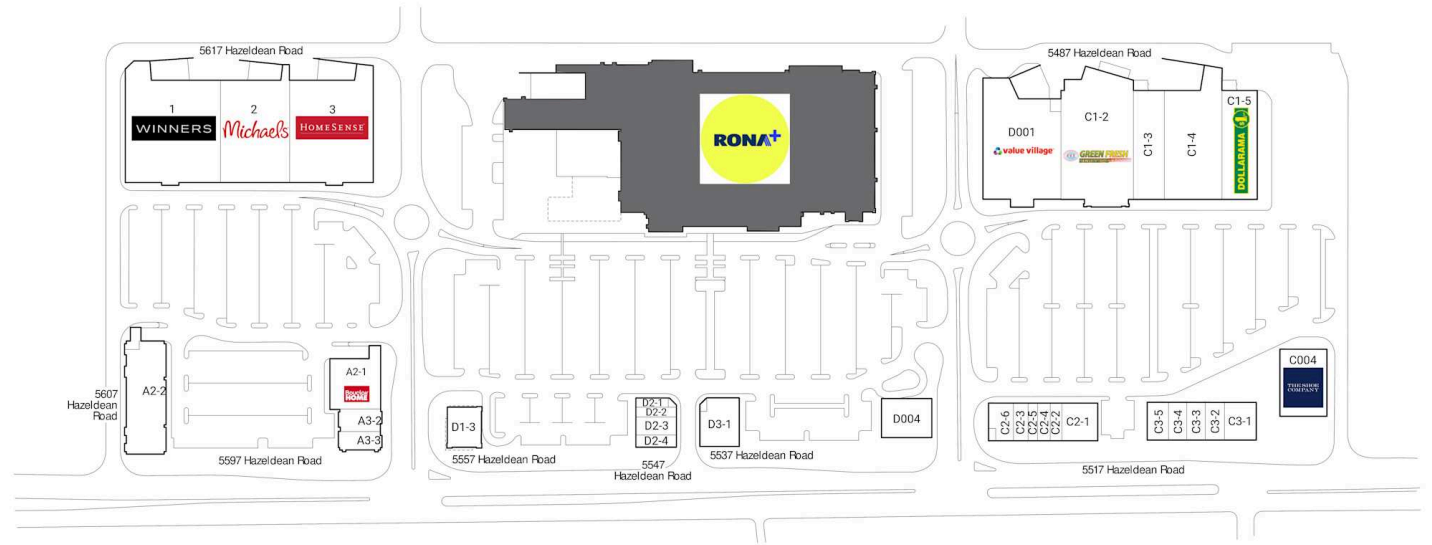 5617 Hazeldean Road
5487 Hazeldean Road
1
WINNERS
2
Michaels
3
HOMESENSE
RONA+
D001
value village
C1-2
GREEN FRESH
C1-3
C1-4
C1-5
DOLLARAMA
5607
Hazeldean
Road
A2-2
A2-1
HOME
A3-2
A3-3
5597 Hazeldean Road
D1-3
5557 Hazeldean Road
D2-1
D2-2
D2-3
D2-4
5547
Hazeldean Road
D3-1
5537 Hazeldean Road
D004
C2-6
C2-3
C2-5
C2-4
C2-2
C2-1
C3-5
C3-4
C3-3
C3-2
C3-1
5517 Hazeldean Road
C004
THE SHOE
COMPANY